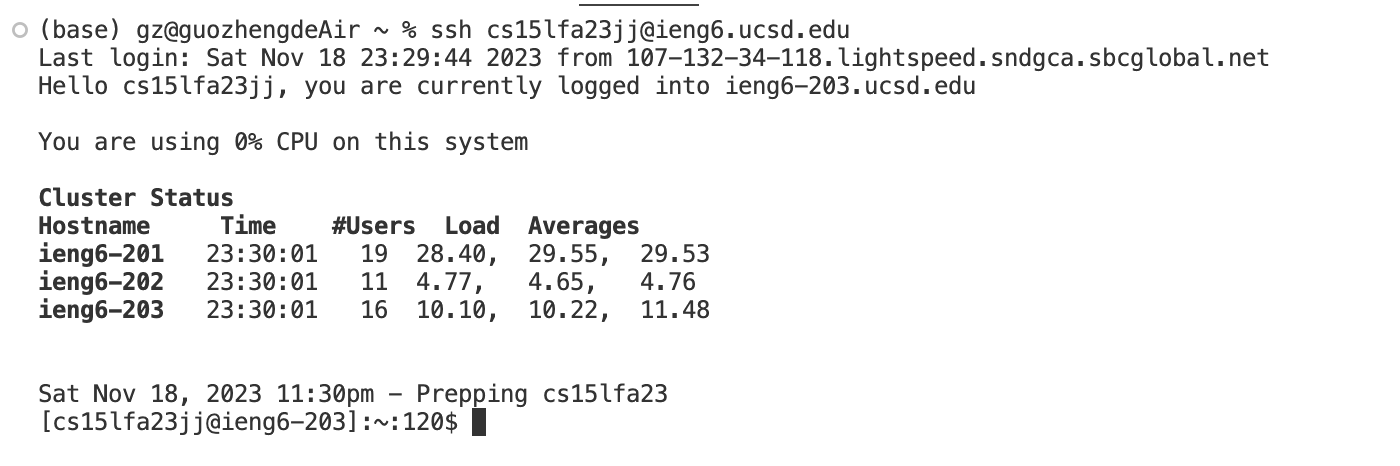 (base) gz@guozhengdeAir ~ % ssh cs15lfa23jj@ieng6.ucsd.edu
Last login: Sat Nov 18 23:29:44 2023 from 107-132-34-118.lightspeed.sndgca.sbcglobal.net
Hello cs15lfa23jj, you are currently logged into ieng6-203.ucsd.edu
You are using 0% CPU on this system
Cluster Status
Hostname     Time    #Users  Load  Averages
ieng6-201   23:30:01   19  28.40,  29.55,  29.53
ieng6-202   23:30:01   11  4.77,   4.65,   4.76
ieng6-203   23:30:01   16  10.10,  10.22,  11.48
Sat Nov 18, 2023 11:30pm - Prepping cs15lfa23
[cs15lfa23jj@ieng6-203]:~:120$